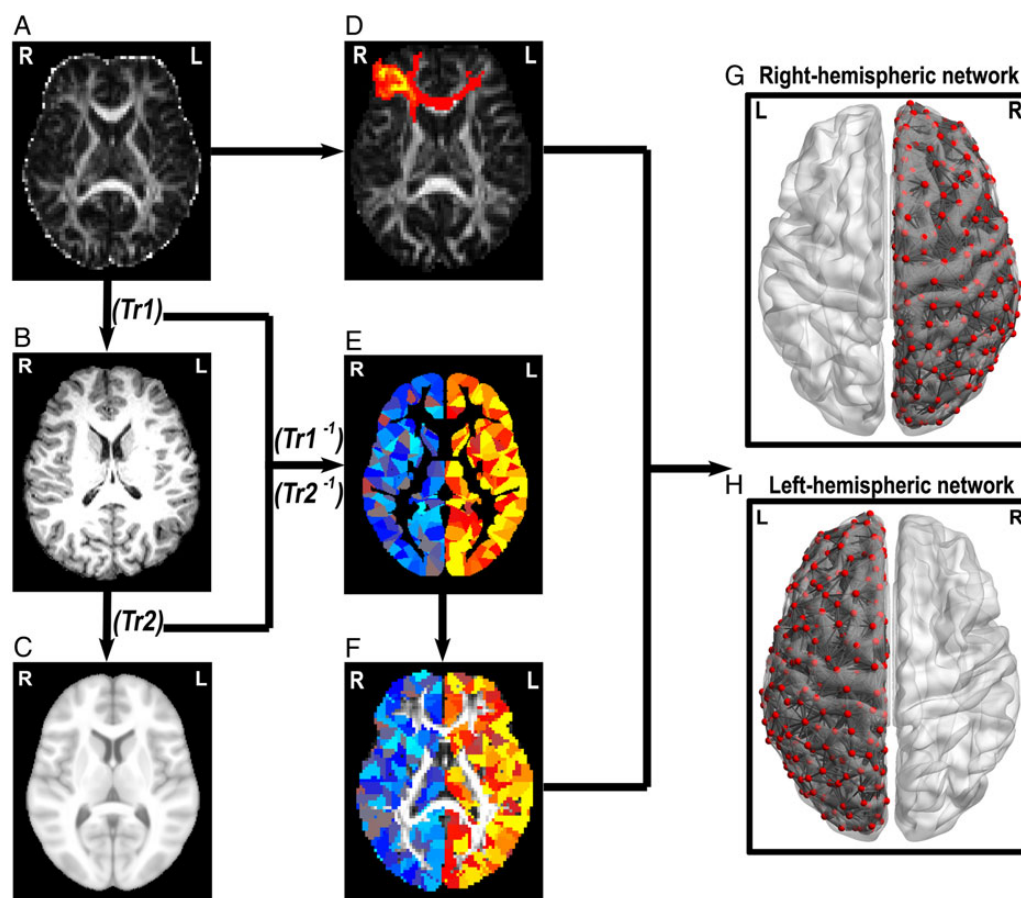 A
R L
(Tr1)
B
R L
(Tr2)
C
R L
D
R L
E
R L
(Tr1⁻¹)
(Tr2⁻¹)
F
R L
G Right-hemispheric network
L R
H Left-hemispheric network
L R